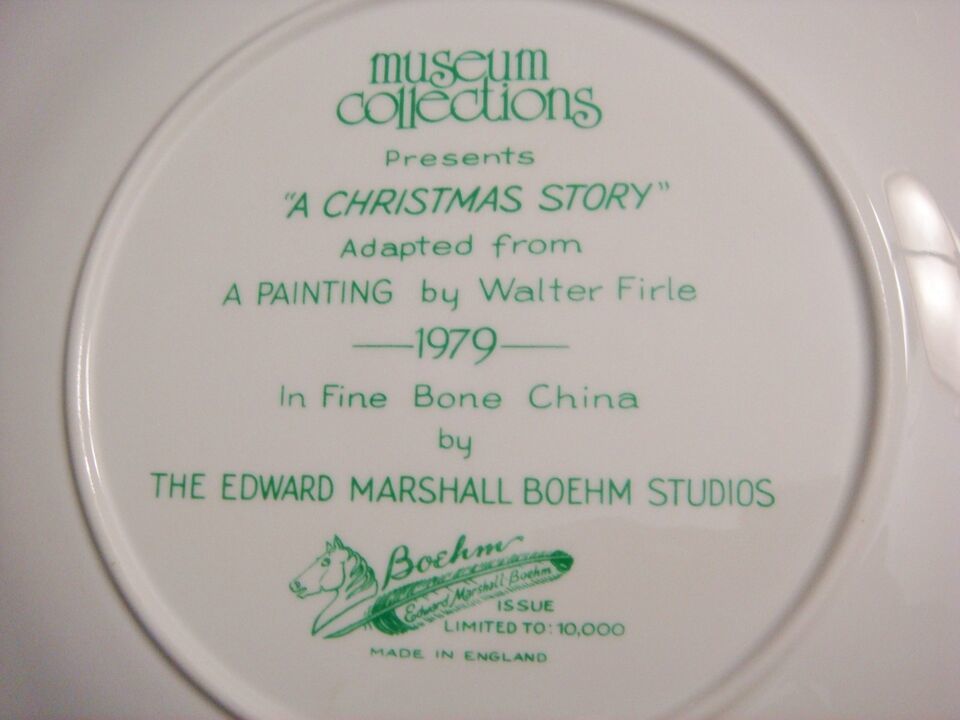 museum
collections
Presents
"A CHRISTMAS STORY"
Adapted from
A PAINTING by Walter Firle
—1979—
In Fine Bone China
by
THE EDWARD MARSHALL BOEHM STUDIOS
Boehm
Edward Marshall Boehm
ISSUE
LIMITED TO: 10,000
MADE IN ENGLAND